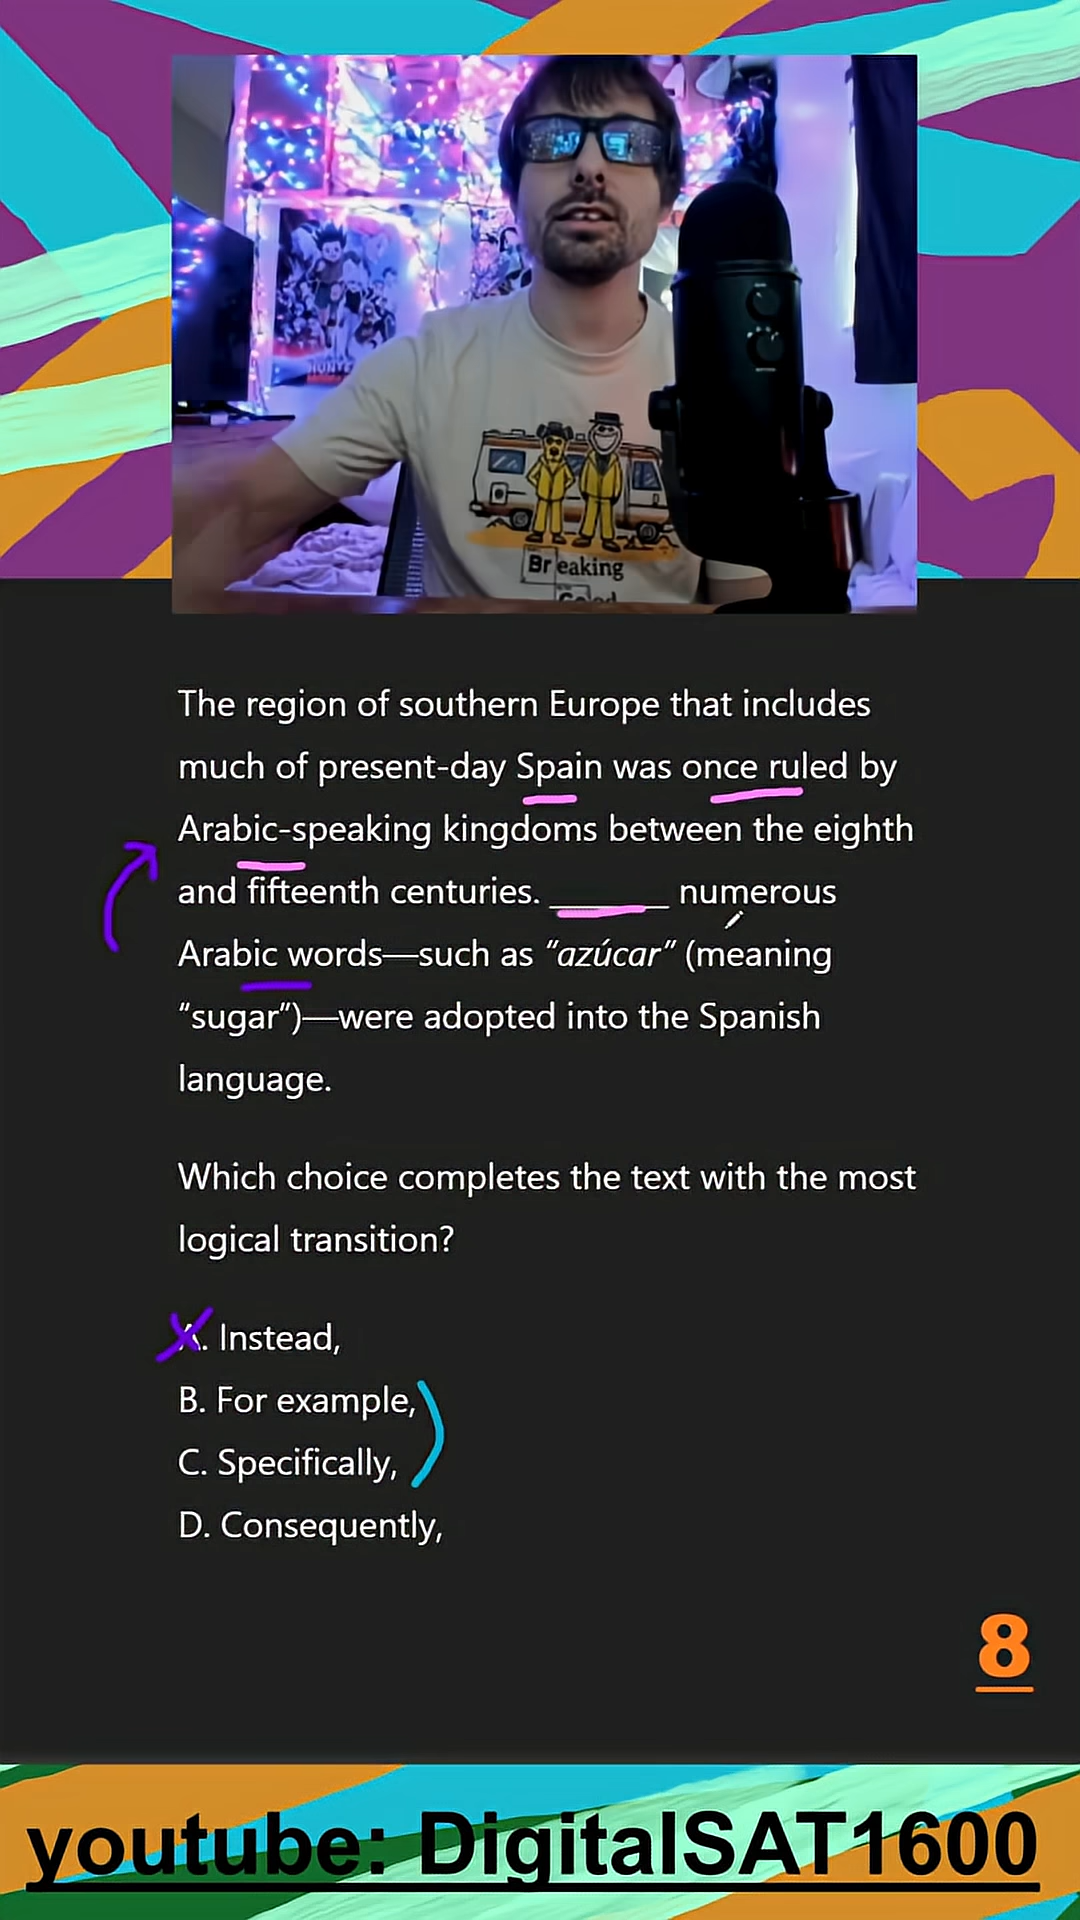 HUNTER
Breaking
The region of southern Europe that includes
much of present-day Spain was once ruled by
Arabic-speaking kingdoms between the eighth
and fifteenth centuries. ______ numerous
Arabic words—such as "azúcar" (meaning
“sugar”)—were adopted into the Spanish
language.
Which choice completes the text with the most
logical transition?
A. Instead,
B. For example,
C. Specifically,
D. Consequently,
8
youtube: DigitalSAT1600